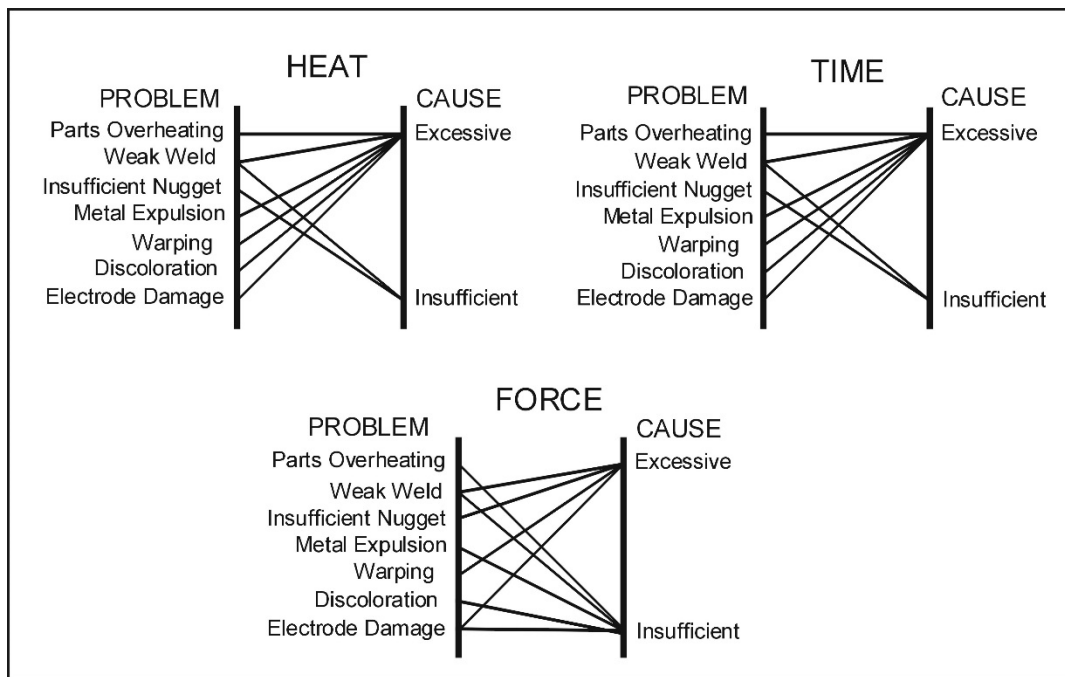 HEAT
PROBLEM CAUSE
Parts Overheating Excessive
Weak Weld
Insufficient Nugget
Metal Expulsion
Warping
Discoloration
Electrode Damage Insufficient
TIME
PROBLEM CAUSE
Parts Overheating Excessive
Weak Weld
Insufficient Nugget
Metal Expulsion
Warping
Discoloration
Electrode Damage Insufficient
FORCE
PROBLEM CAUSE
Parts Overheating Excessive
Weak Weld
Insufficient Nugget
Metal Expulsion
Warping
Discoloration
Electrode Damage Insufficient